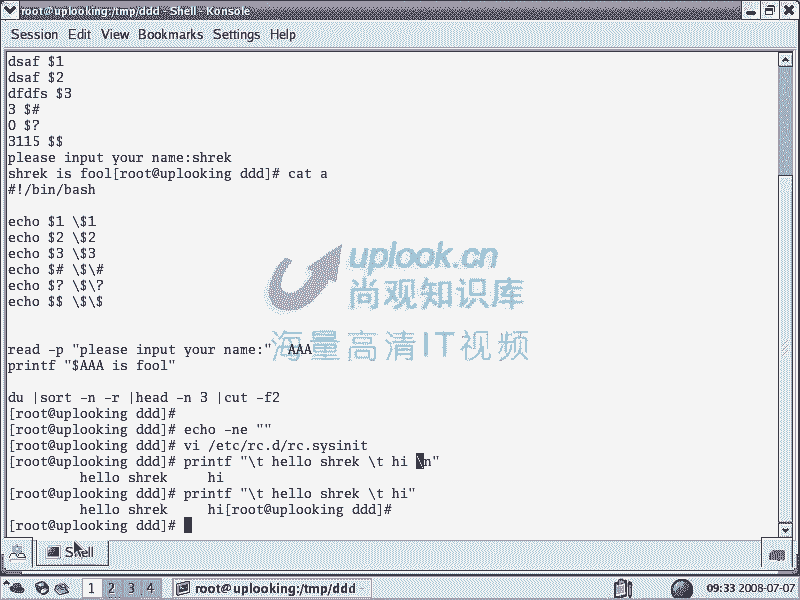 root@uplooking:/tmp/ddd - Shell - Konsole
Session Edit View Bookmarks Settings Help
dsaf $1
dsaf $2
dfdfs $3
3 $#
0 $?
3115 $$
please input your name:shrek
shrek is fool[root@uplooking ddd]# cat a
#!/bin/bash
echo $1 \$1
echo $2 \$2
echo $3 \$3
echo $# \$\#
echo $? \$\?
echo $$ \$\$
uplook.cn
尚观知识库
海量高清IT视频
read -p "please input your name:"  AAA
printf "$AAA is fool"
du |sort -n -r |head -n 3 |cut -f2
[root@uplooking ddd]#
[root@uplooking ddd]# echo -ne ""
[root@uplooking ddd]# vi /etc/rc.d/rc.sysinit
[root@uplooking ddd]# printf "\t hello shrek \t hi \n"
hello shrek     hi
[root@uplooking ddd]# printf "\t hello shrek \t hi"
hello shrek     hi[root@uplooking ddd]#
[root@uplooking ddd]#
Shell
1 2 3 4 root@uplooking:/tmp/ddd 09:33 2008-07-07